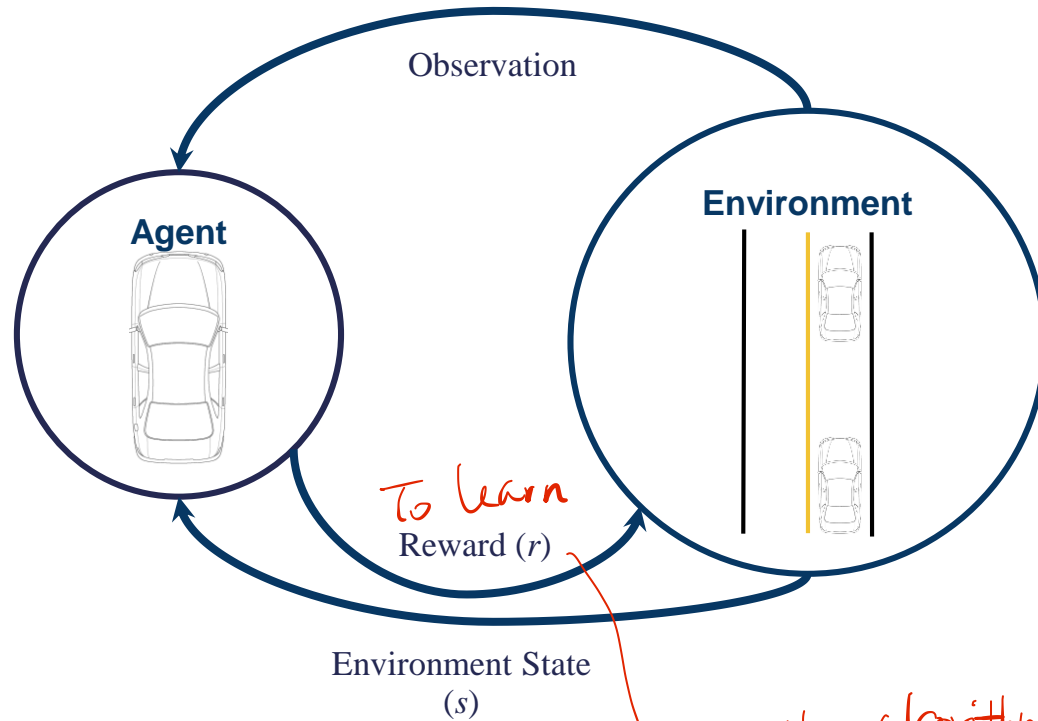 Observation
Agent
Environment
To learn
Reward (r)
Environment State
(s)